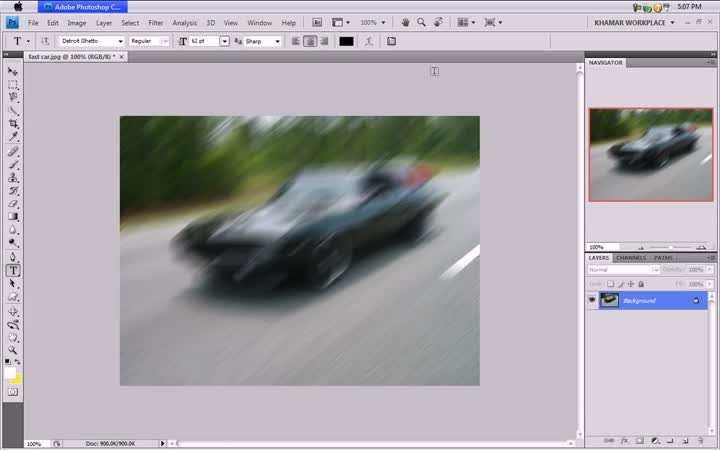 Adobe Photoshop C...
5:07 PM
Ps File Edit Image Layer Select Filter Analysis 3D View Window Help Br 100% KHAMAR WORKPLACE
T Detroit Ghetto Regular 62 pt Sharp
fast car.jpg @ 100% (RGB/8) *
NAVIGATOR
100%
LAYERS CHANNELS PATHS
Normal Opacity: 100%
Lock: Fill: 100%
Background
100% Doc: 900.0K/900.0K